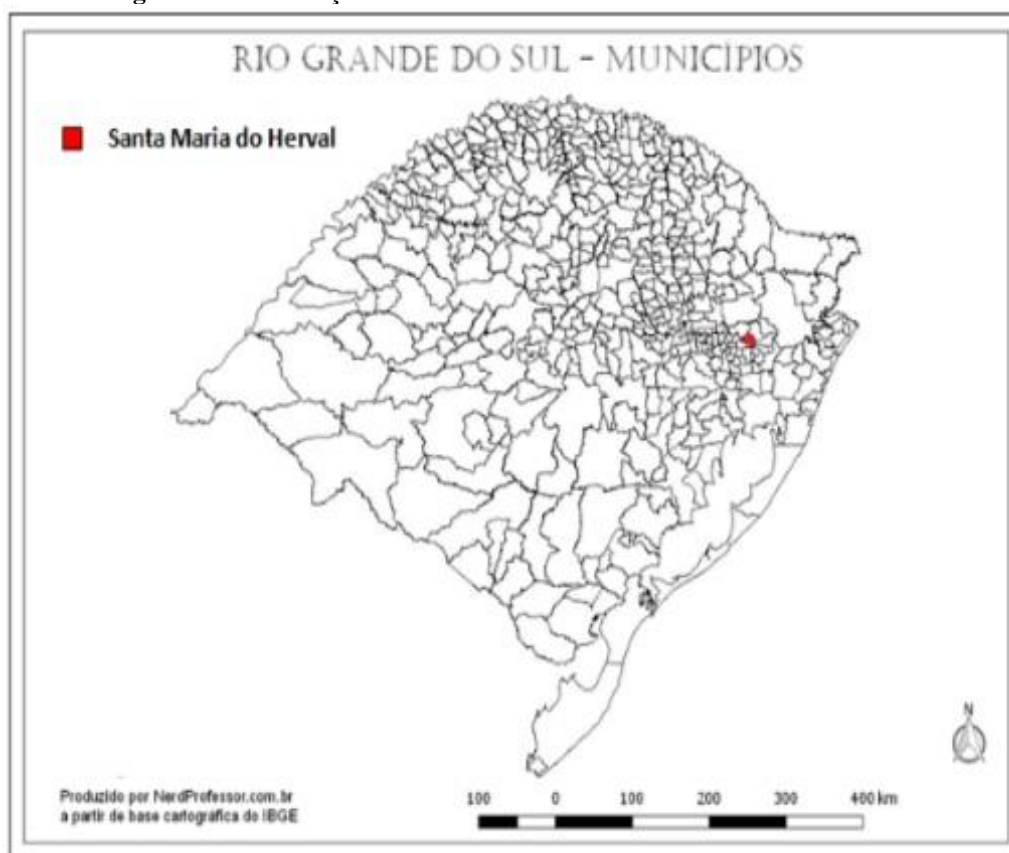 RIO GRANDE DO SUL - MUNICÍPIOS
Santa Maria do Herval
N
Produzido por NerdProfessor.com.br
a partir de base cartográfica do IBGE
100 0 100 200 300 400 km